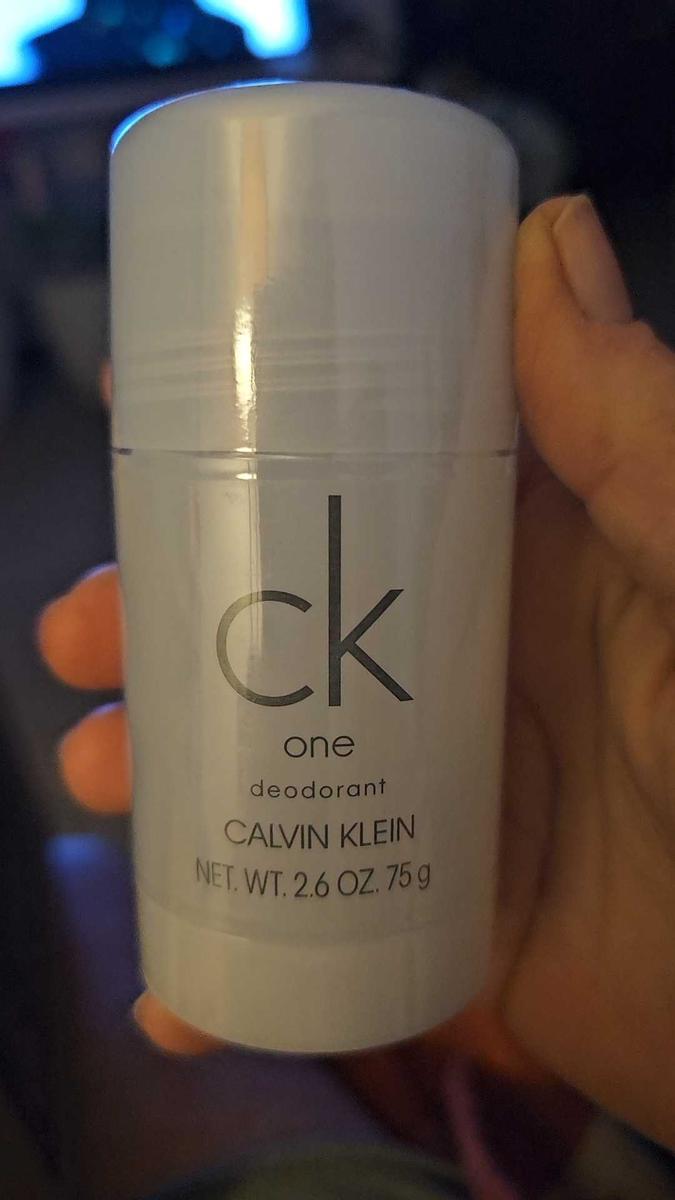 ck
one
deodorant
CALVIN KLEIN
NET. WT. 2.6 OZ. 75 g